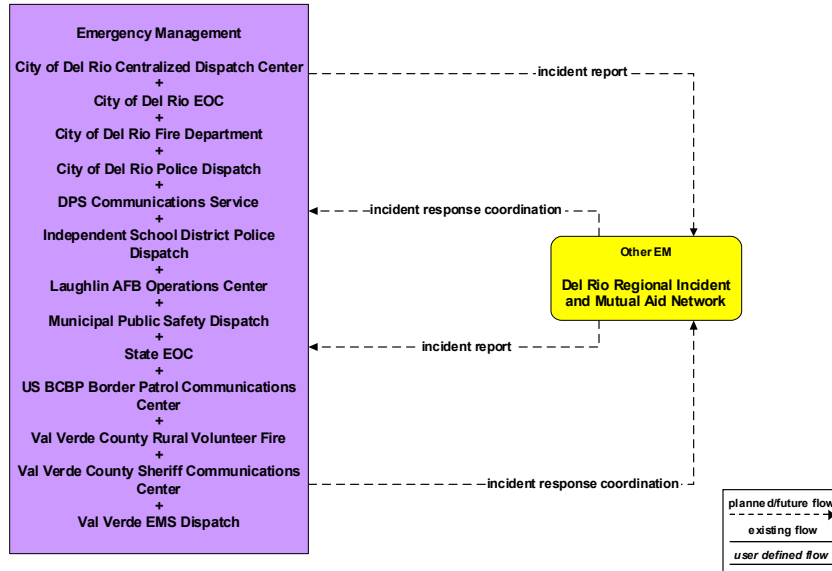 Emergency Management
City of Del Rio Centralized Dispatch Center
+
City of Del Rio EOC
+
City of Del Rio Fire Department
+
City of Del Rio Police Dispatch
+
DPS Communications Service
+
Independent School District Police
Dispatch
+
Laughlin AFB Operations Center
+
Municipal Public Safety Dispatch
+
State EOC
+
US BCBP Border Patrol Communications
Center
+
Val Verde County Rural Volunteer Fire
+
Val Verde County Sheriff Communications
Center
+
Val Verde EMS Dispatch
incident report
incident response coordination
Other EM
Del Rio Regional Incident
and Mutual Aid Network
incident report
incident response coordination
planned/future flow
existing flow
user defined flow